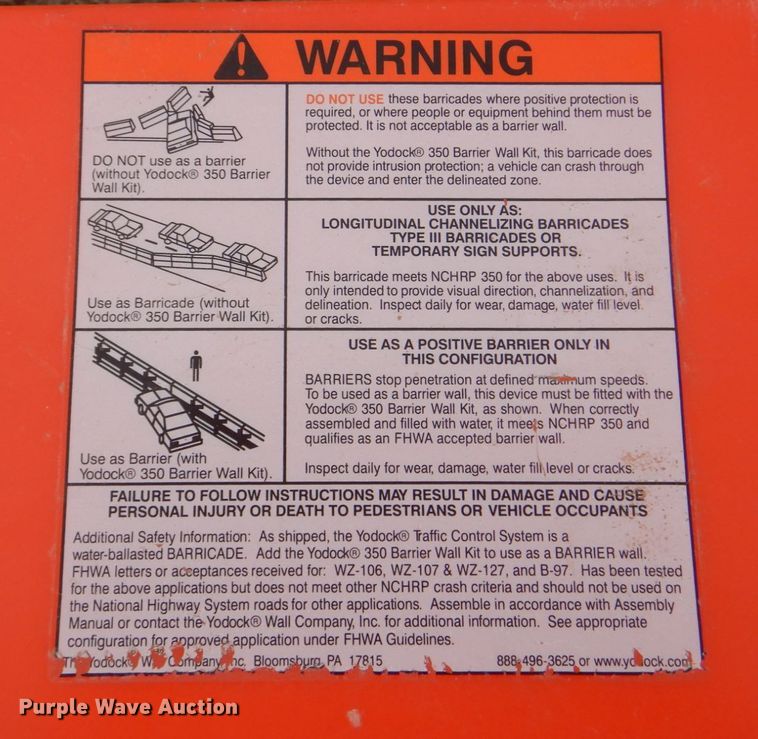 WARNING
DO NOT use as a barrier
(without Yodock® 350 Barrier
Wall Kit).
DO NOT USE these barricades where positive protection is
required, or where people or equipment behind them must be
protected. It is not acceptable as a barrier wall.
Without the Yodock® 350 Barrier Wall Kit, this barricade does
not provide intrusion protection; a vehicle can crash through
the device and enter the delineated zone.
Use as Barricade (without
Yodock® 350 Barrier Wall Kit).
USE ONLY AS:
LONGITUDINAL CHANNELIZING BARRICADES
TYPE III BARRICADES OR
TEMPORARY SIGN SUPPORTS.
This barricade meets NCHRP 350 for the above uses. It is
only intended to provide visual direction, channelization, and
delineation. Inspect daily for wear, damage, water fill level
or cracks.
Use as Barrier (with
Yodock® 350 Barrier Wall Kit).
USE AS A POSITIVE BARRIER ONLY IN
THIS CONFIGURATION
BARRIERS stop penetration at defined maximum speeds.
To be used as a barrier wall, this device must be fitted with the
Yodock® 350 Barrier Wall Kit, as shown. When correctly
assembled and filled with water, it meets NCHRP 350 and
qualifies as an FHWA accepted barrier wall.
Inspect daily for wear, damage, water fill level or cracks.
FAILURE TO FOLLOW INSTRUCTIONS MAY RESULT IN DAMAGE AND CAUSE
PERSONAL INJURY OR DEATH TO PEDESTRIANS OR VEHICLE OCCUPANTS
Additional Safety Information: As shipped, the Yodock® Traffic Control System is a
water-ballasted BARRICADE. Add the Yodock® 350 Barrier Wall Kit to use as a BARRIER wall.
FHWA letters or acceptances received for: WZ-106, WZ-107 & WZ-127, and B-97. Has been tested
for the above applications but does not meet other NCHRP crash criteria and should not be used on
the National Highway System roads for other applications. Assemble in accordance with Assembly
Manual or contact the Yodock® Wall Company, Inc. for additional information. See appropriate
configuration for approved application under FHWA Guidelines.
The Yodock® Wall Company, Inc. Bloomsburg, PA 17815 888-496-3625 or www.yodock.com
Purple Wave Auction